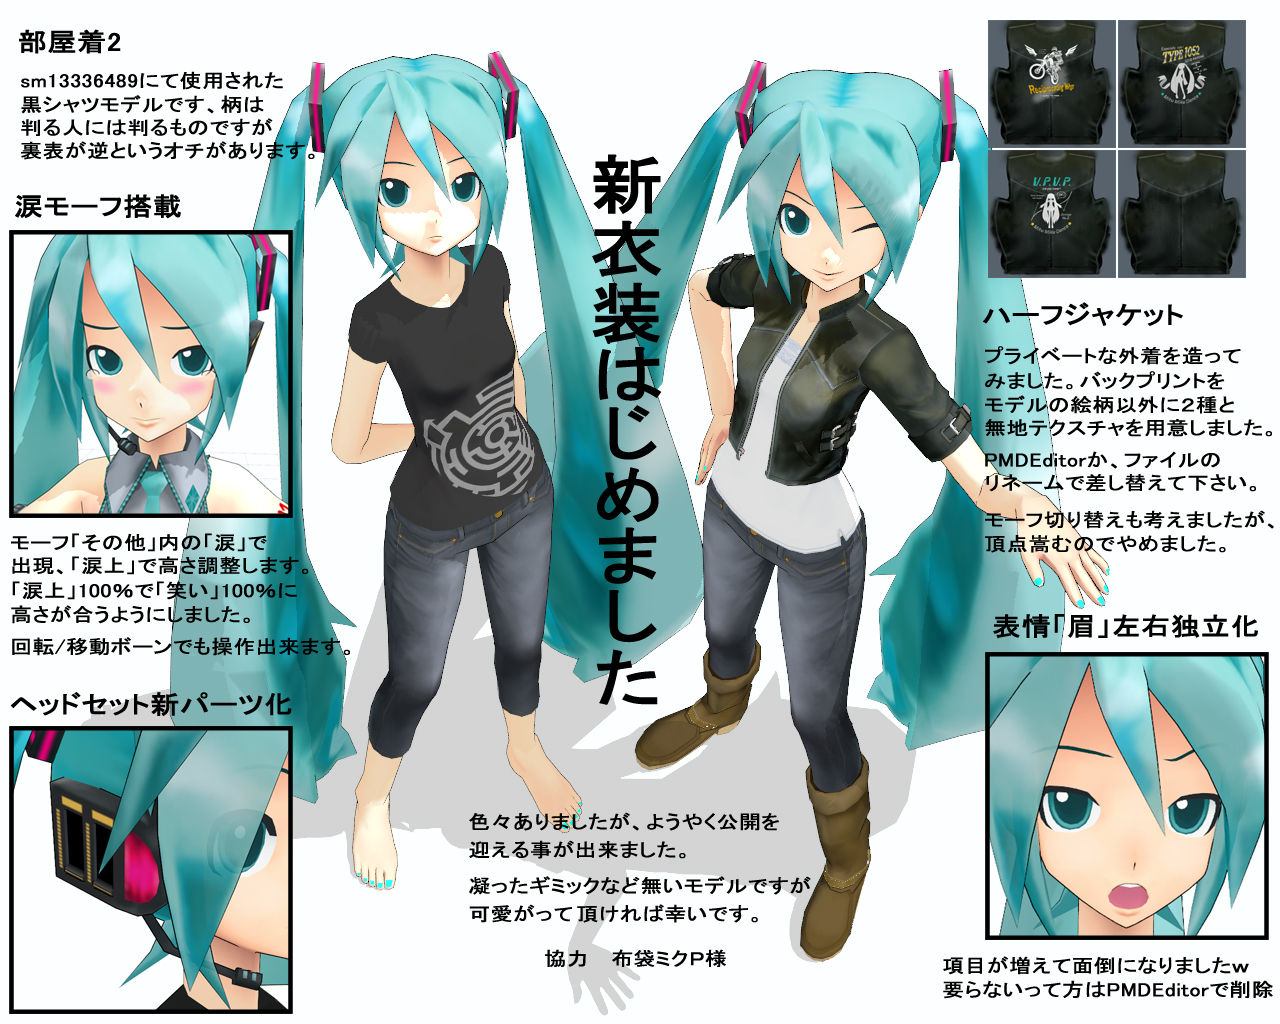 部屋着2
sm13336489にて使用された
黒シャツモデルです、柄は
判る人には判るものですが
裏表が逆というオチがあります。
涙モーフ搭載
モーフ「その他」内の「涙」で
出現、「涙上」で高さ調整します。
「涙上」100%で「笑い」100%に
高さが合うようにしました。
回転/移動ボーンでも操作出来ます。
ヘッドセット新パーツ化
新衣装はじめました
色々ありましたが、ようやく公開を
迎える事が出来ました。
凝ったギミックなど無いモデルですが
可愛がって頂ければ幸いです。
協力　布袋ミクP様
TYPE 1052
V.P.V.P.
ハーフジャケット
プライベートな外着を造って
みました。バックプリントを
モデルの絵柄以外に2種と
無地テクスチャを用意しました。
PMDEditorか、ファイルの
リネームで差し替えて下さい。
モーフ切り替えも考えましたが、
頂点嵩むのでやめました。
表情「眉」左右独立化
項目が増えて面倒になりましたw
要らないって方はPMDEditorで削除